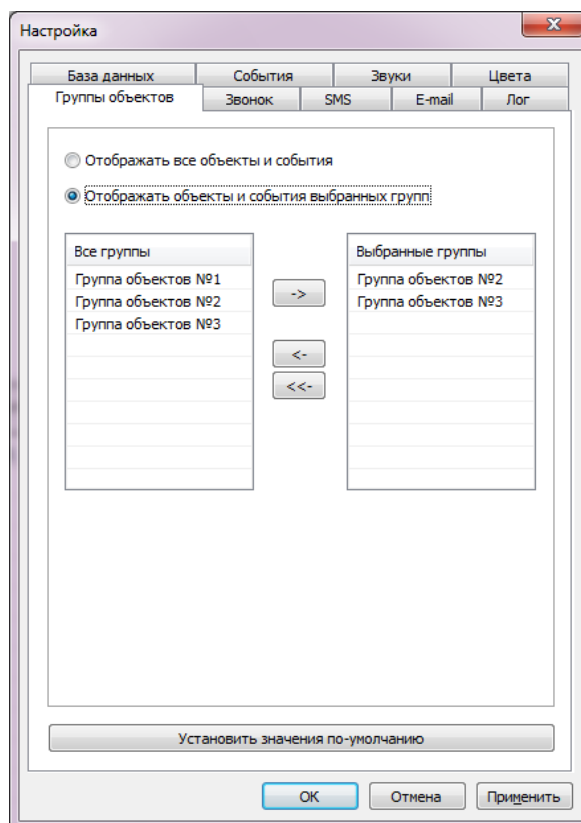 Настройка
База данных События Звуки Цвета
Группы объектов Звонок SMS E-mail Лог
Отображать все объекты и события
Отображать объекты и события выбранных групп
Все группы Выбранные группы
Группа объектов №1 Группа объектов №2
Группа объектов №2 Группа объектов №3
Группа объектов №3
->
<-
<<-
Установить значения по-умолчанию
ОК Отмена Применить